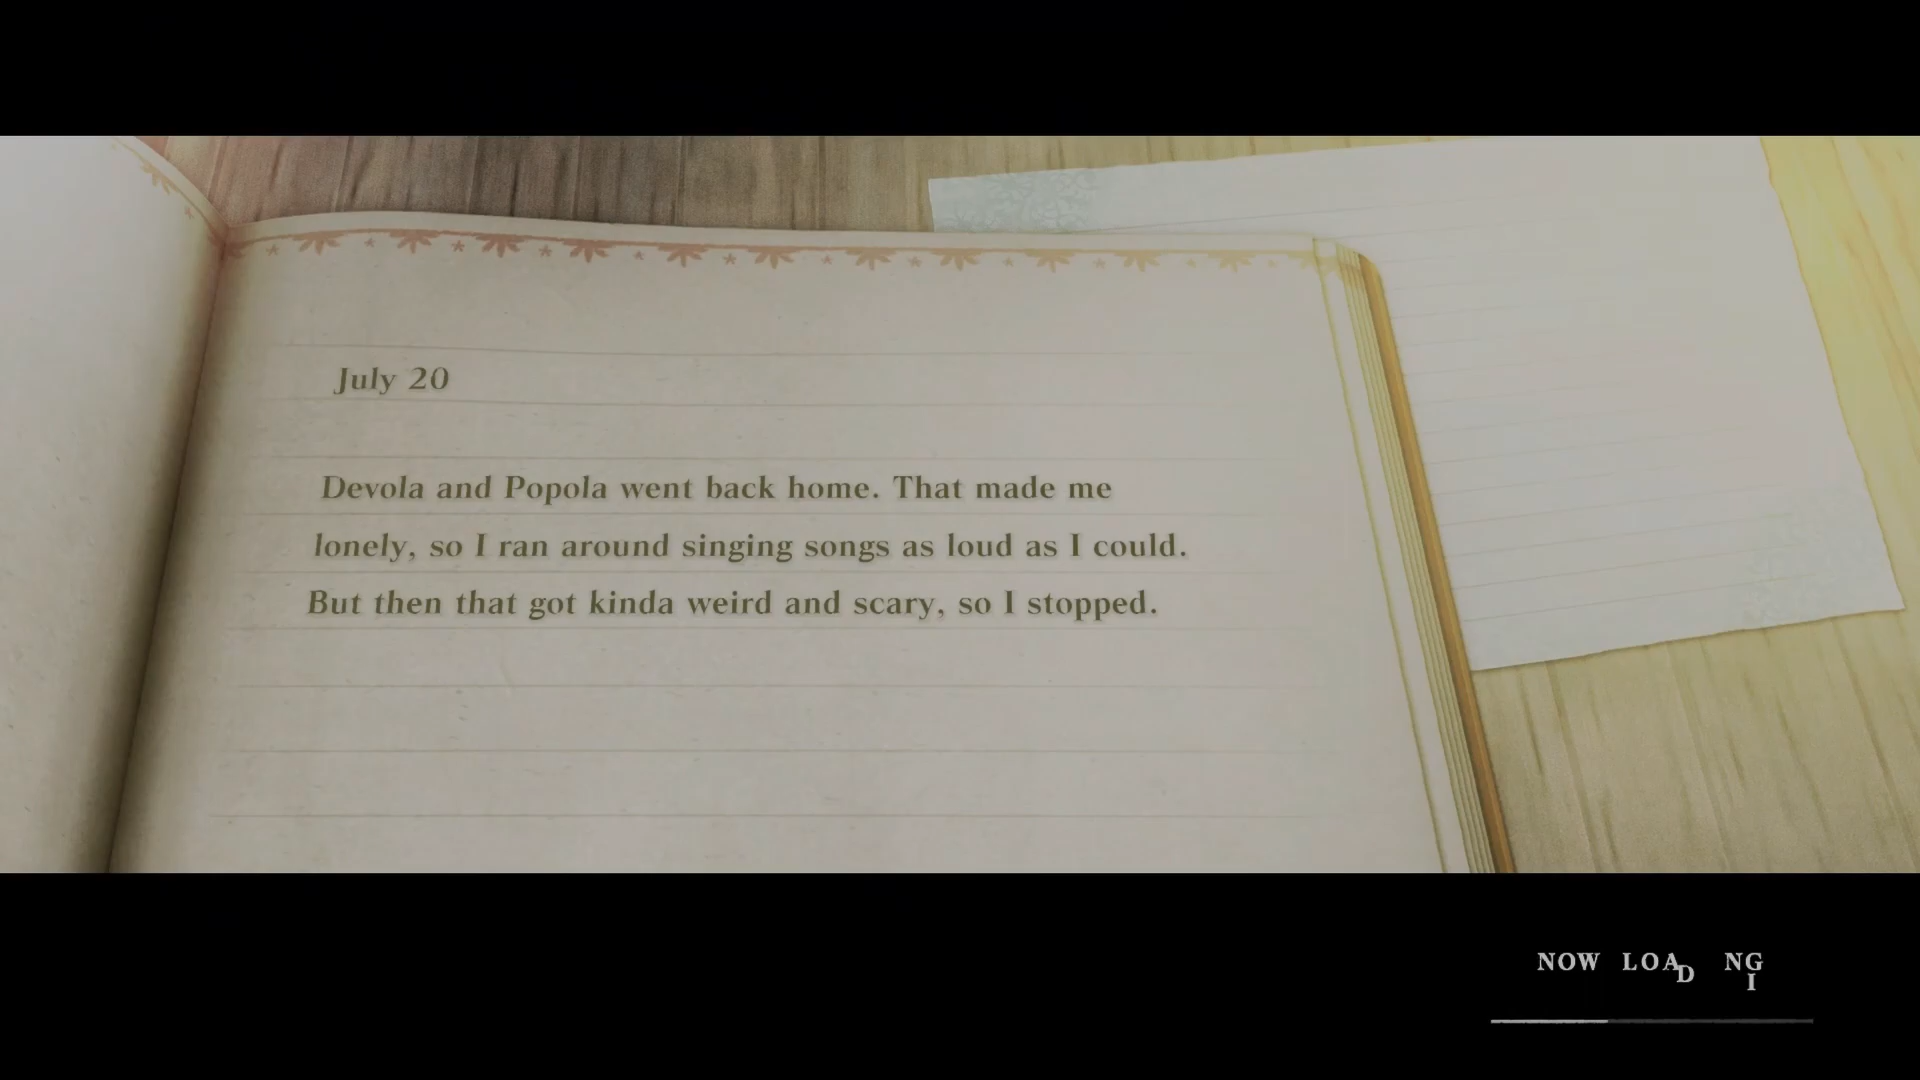 July 20
Devola and Popola went back home. That made me
lonely, so I ran around singing songs as loud as I could.
But then that got kinda weird and scary, so I stopped.
NOW LOADING